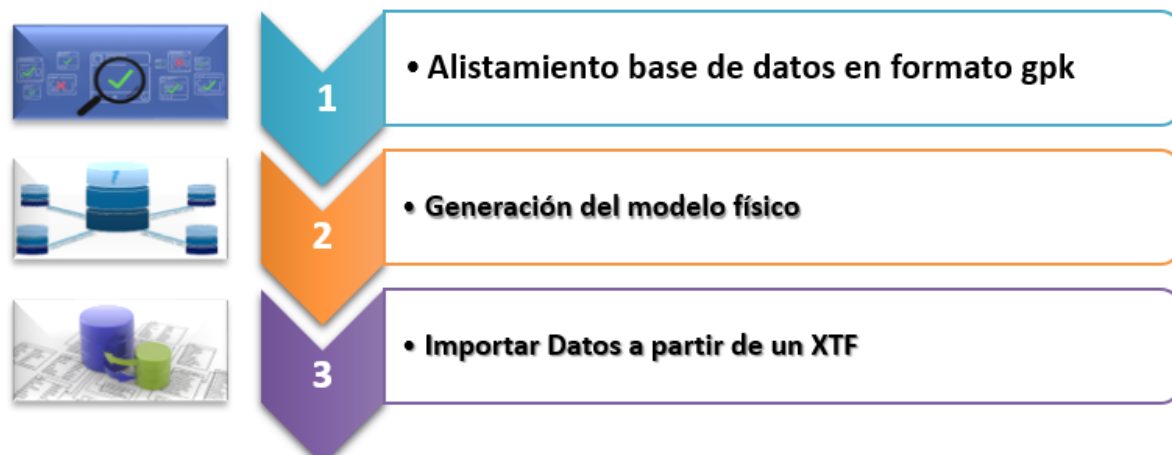 1
• Alistamiento base de datos en formato gpk
2
• Generación del modelo físico
3
• Importar Datos a partir de un XTF